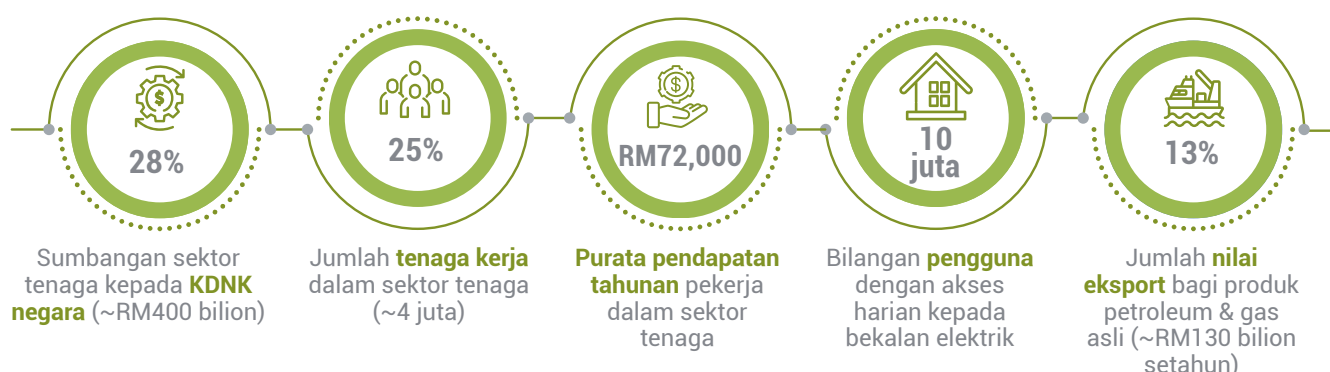 28%
Sumbangan sektor
tenaga kepada KDNK
negara (~RM400 bilion)
25%
Jumlah tenaga kerja
dalam sektor tenaga
(~4 juta)
RM72,000
Purata pendapatan
tahunan pekerja
dalam sektor
tenaga
10
juta
Bilangan pengguna
dengan akses
harian kepada
bekalan elektrik
13%
Jumlah nilai
eksport bagi produk
petroleum & gas
asli (~RM130 bilion
setahun)